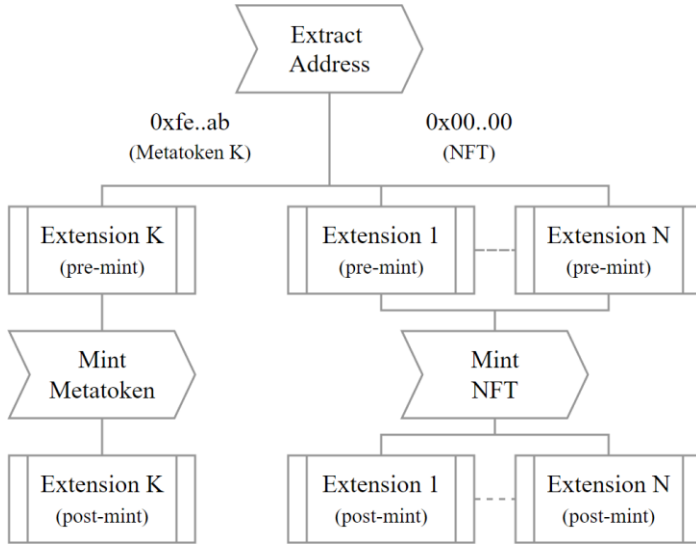 Extract
Address
0xfe..ab
(Metatoken K)
0x00..00
(NFT)
Extension K
(pre-mint)
Extension 1
(pre-mint)
Extension N
(pre-mint)
Mint
Metatoken
Mint
NFT
Extension K
(post-mint)
Extension 1
(post-mint)
Extension N
(post-mint)